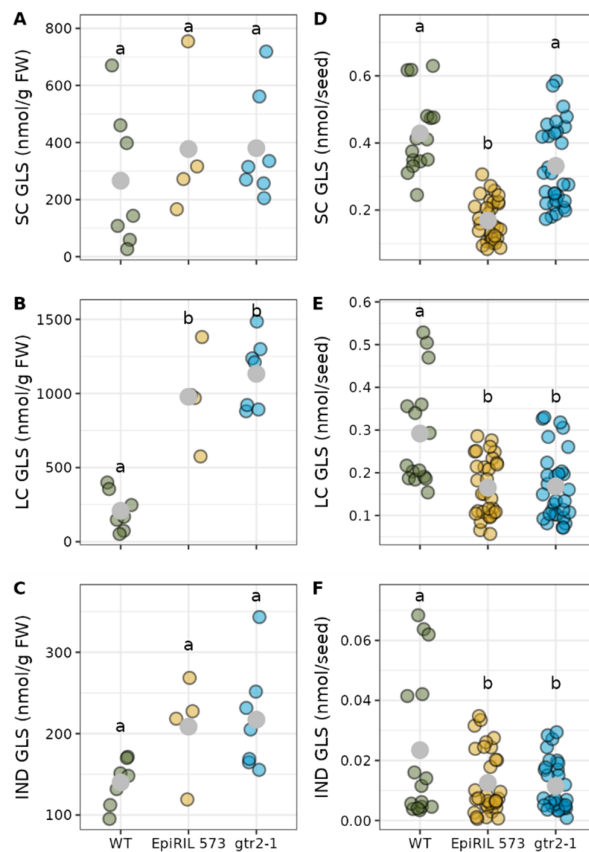 A
SC GLS (nmol/g FW)
800
600
400
200
0
a
a
a
D
SC GLS (nmol/seed)
0.6
0.4
0.2
a
b
a
B
LC GLS (nmol/g FW)
1500
1000
500
0
a
b
b
E
LC GLS (nmol/seed)
0.6
0.5
0.4
0.3
0.2
0.1
a
b
b
C
IND GLS (nmol/g FW)
300
200
100
a
a
a
WT EpiRIL 573 gtr2-1
F
IND GLS (nmol/seed)
0.06
0.04
0.02
0.00
a
b
b
WT EpiRIL 573 gtr2-1